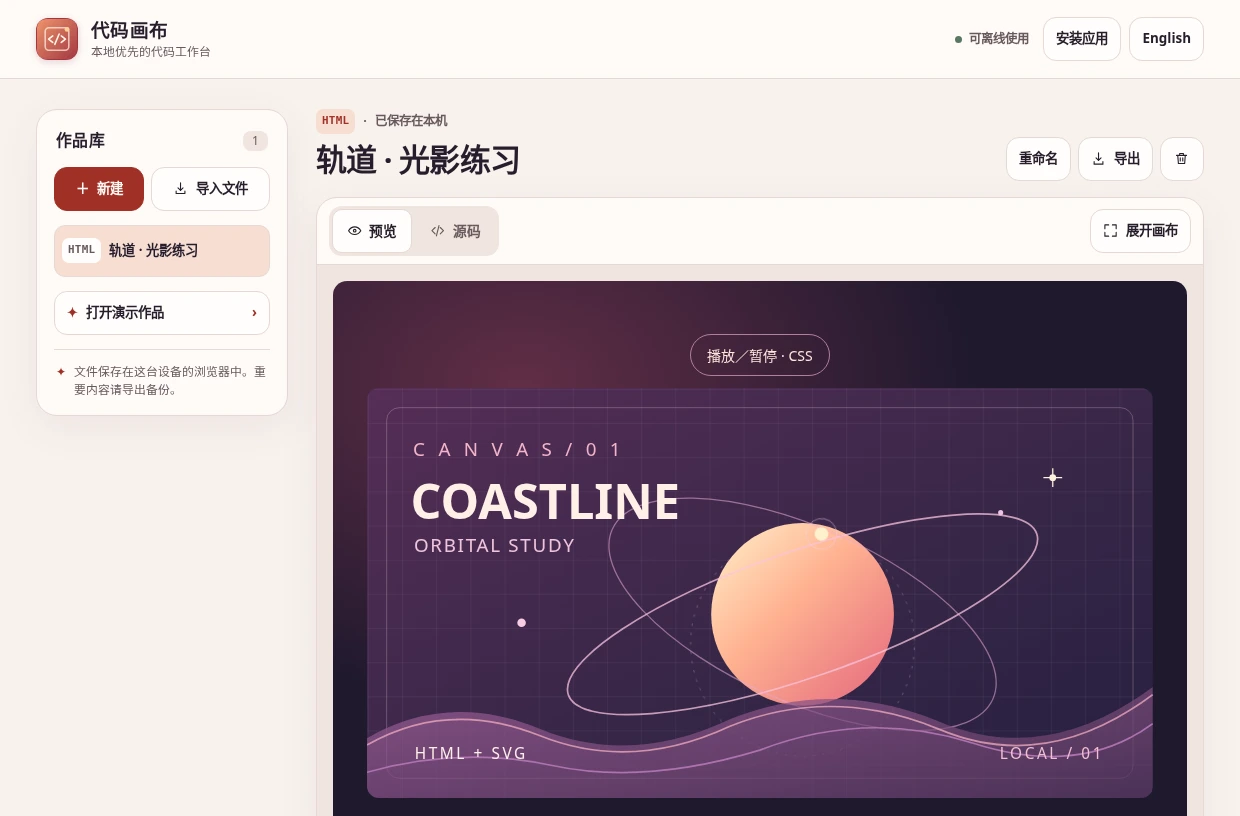 代码画布
本地优先的代码工作台
可离线使用
安装应用
English
作品库
1
新建
导入文件
HTML
轨道 · 光影练习
打开演示作品
文件保存在这台设备的浏览器中。重
要内容请导出备份。
HTML · 已保存在本机
轨道 · 光影练习
重命名
导出
预览
源码
展开画布
播放／暂停 · CSS
CANVAS/01
COASTLINE
ORBITAL STUDY
HTML + SVG
LOCAL / 01